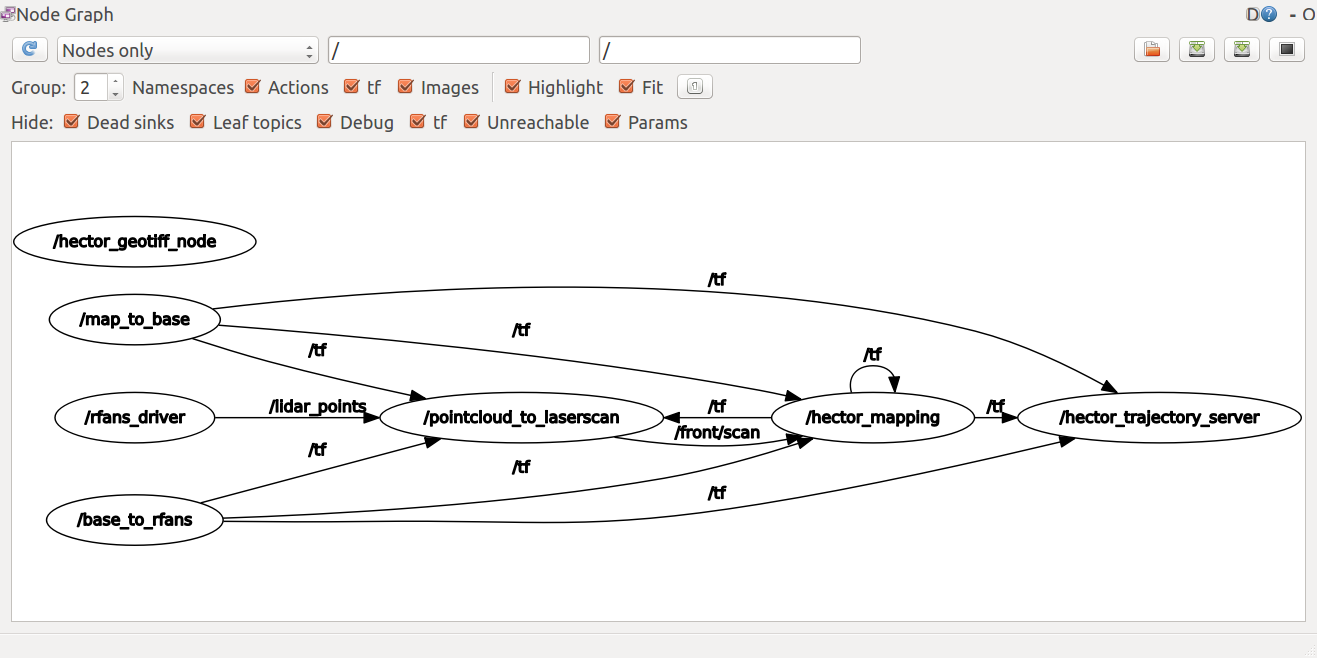 Node Graph D ? - O
Nodes only / /
Group: 2 Namespaces Actions tf Images Highlight Fit
Hide: Dead sinks Leaf topics Debug tf Unreachable Params
/hector_geotiff_node
/tf
/map_to_base
/tf
/tf
/tf
/rfans_driver
/lidar_points
/pointcloud_to_laserscan
/tf
/front/scan
/hector_mapping
/tf
/hector_trajectory_server
/tf
/tf
/tf
/base_to_rfans